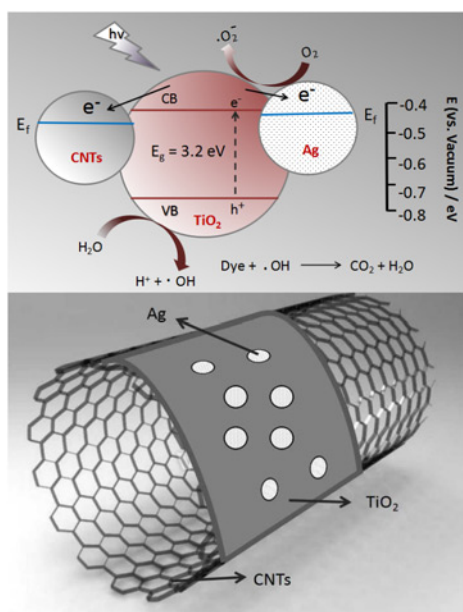 hν
·O₂⁻
O₂
CB
e⁻
e⁻
e⁻
E_f
E_f
CNTs
E_g = 3.2 eV
Ag
VB
h⁺
TiO₂
H₂O
H⁺ + · OH
Dye + · OH ⟶ CO₂ + H₂O
-0.4
-0.5
-0.6
-0.7
-0.8
E (vs. Vacuum) / eV
Ag
TiO₂
CNTs